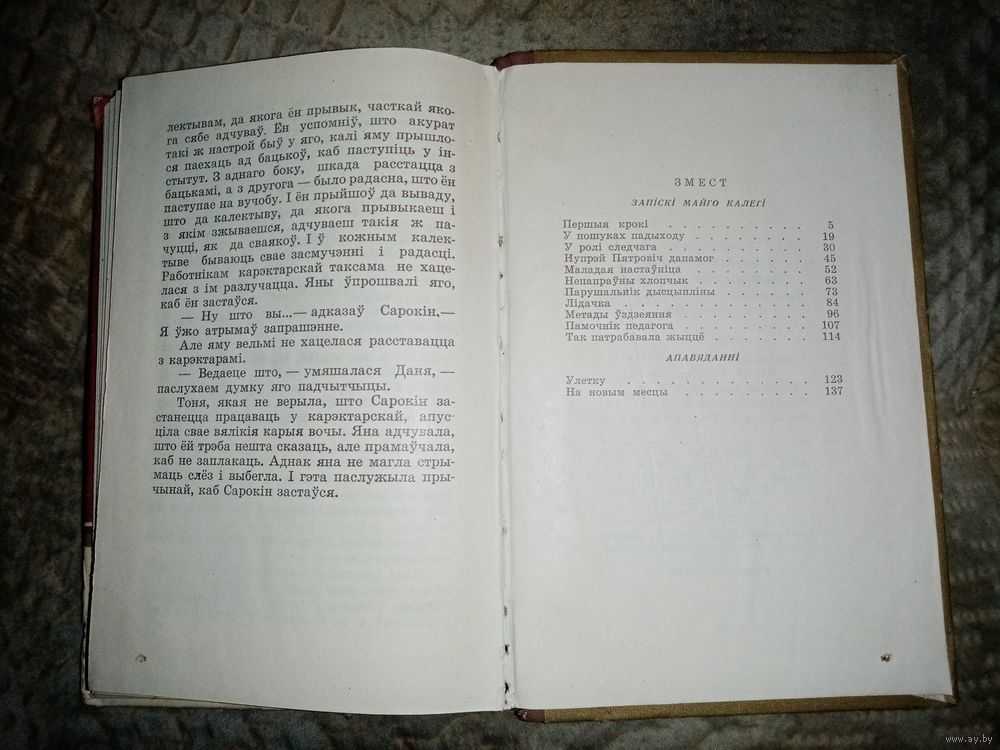 лектывам, да якога ён прывык, часткай яко-
га сябе адчуваў. Ён успомніў, што акурат
такі ж настрой быў у яго, калі яму прышло-
ся паехаць ад бацькоў, каб паступіць у ін-
стытут. З аднаго боку, шкада расстацца з
бацькамі, а з другога — было радасна, што ён
паступае на вучобу. І ён прыйшоў да вываду,
што да калектыву, да якога прывыкаеш і
з якім зжываешся, адчуваеш такія ж па-
чуцці, як да сваякоў. І ў кожным калек-
тыве бываюць свае засмучэнні і радасці.
Работнікам карэктарскай таксама не хаце-
лася з ім разлучацца. Яны ўпрошвалі яго,
каб ён застаўся.
— Ну што вы...— адказаў Сарокін.—
Я ўжо атрымаў запрашэнне.
Але яму вельмі не хацелася расставацца
з карэктарамі.
— Ведаеце што, — умяшалася Даня, —
паслухаем думку яго падчытчыцы.
Тоня, якая не верыла, што Сарокін за-
станецца працаваць у карэктарскай, апус-
ціла свае вялікія карыя вочы. Яна адчувала,
што ёй трэба нешта сказаць, але прамаўчала,
каб не заплакаць. Аднак яна не магла стры-
маць слёз і выбегла. І гэта паслужыла пры-
чынай, каб Сарокін застаўся.
ЗМЕСТ
ЗАПІСКІ МАЙГО КАЛЕГІ
Першыя крокі . . . . . . . . . 5
У пошуках падыходу . . . . . . . . 19
У ролі следчага . . . . . . . . . 30
Нупрэй Пятровіч дапамог . . . . . . 45
Маладая настаўніца . . . . . . . . 52
Непапраўны хлопчык . . . . . . . . 63
Парушальнік дысцыпліны . . . . . . 73
Лідачка . . . . . . . . . . . 84
Метады ўздзеяння . . . . . . . . 96
Памочнік педагога . . . . . . . . 107
Так патрабавала жыццё . . . . . . . 114
АПАВЯДАННІ
Улетку . . . . . . . . . . . 123
На новым месцы . . . . . . . . . 137
www.ay.by